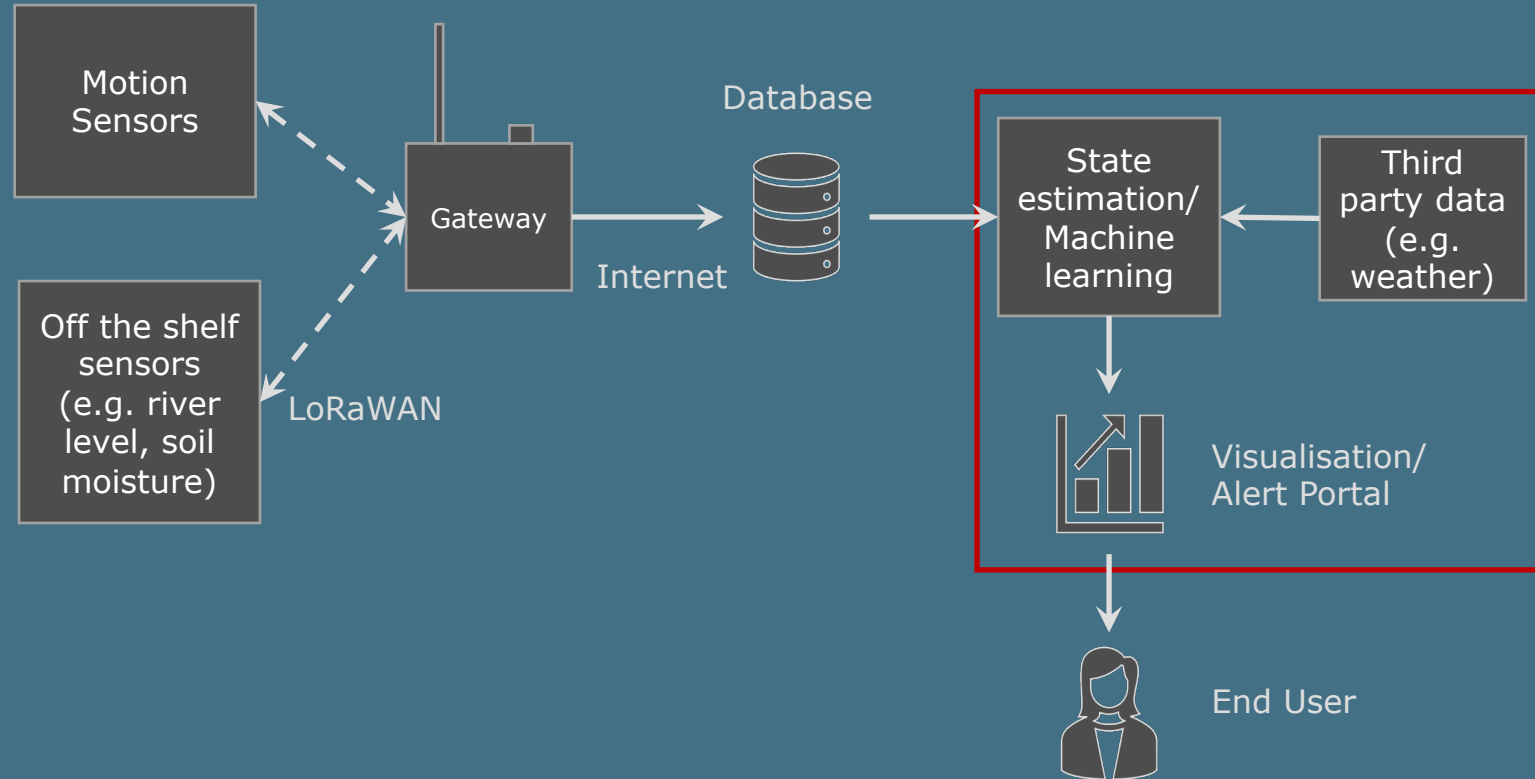 Motion
Sensors
Off the shelf
sensors
(e.g. river
level, soil
moisture)
LoRaWAN
Gateway
Internet
Database
State
estimation/
Machine
learning
Third
party data
(e.g.
weather)
Visualisation/
Alert Portal
End User